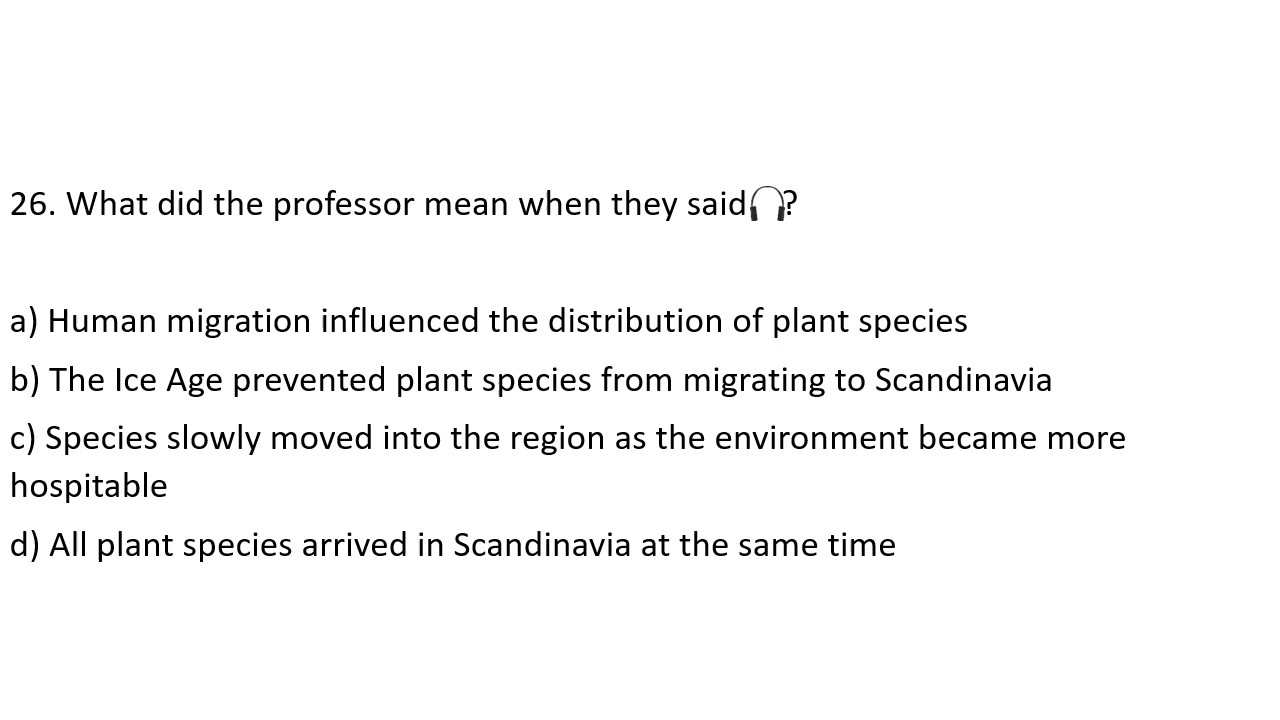 26. What did the professor mean when they said🎧?
a) Human migration influenced the distribution of plant species
b) The Ice Age prevented plant species from migrating to Scandinavia
c) Species slowly moved into the region as the environment became more
hospitable
d) All plant species arrived in Scandinavia at the same time